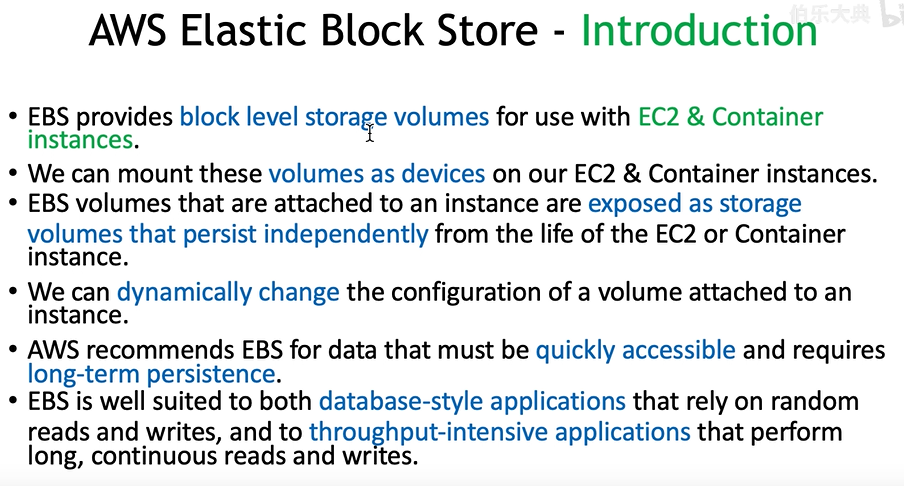 伯乐大典 bi
AWS Elastic Block Store - Introduction
• EBS provides block level storage volumes for use with EC2 & Container
instances.
• We can mount these volumes as devices on our EC2 & Container instances.
• EBS volumes that are attached to an instance are exposed as storage
volumes that persist independently from the life of the EC2 or Container
instance.
• We can dynamically change the configuration of a volume attached to an
instance.
• AWS recommends EBS for data that must be quickly accessible and requires
long-term persistence.
• EBS is well suited to both database-style applications that rely on random
reads and writes, and to throughput-intensive applications that perform
long, continuous reads and writes.